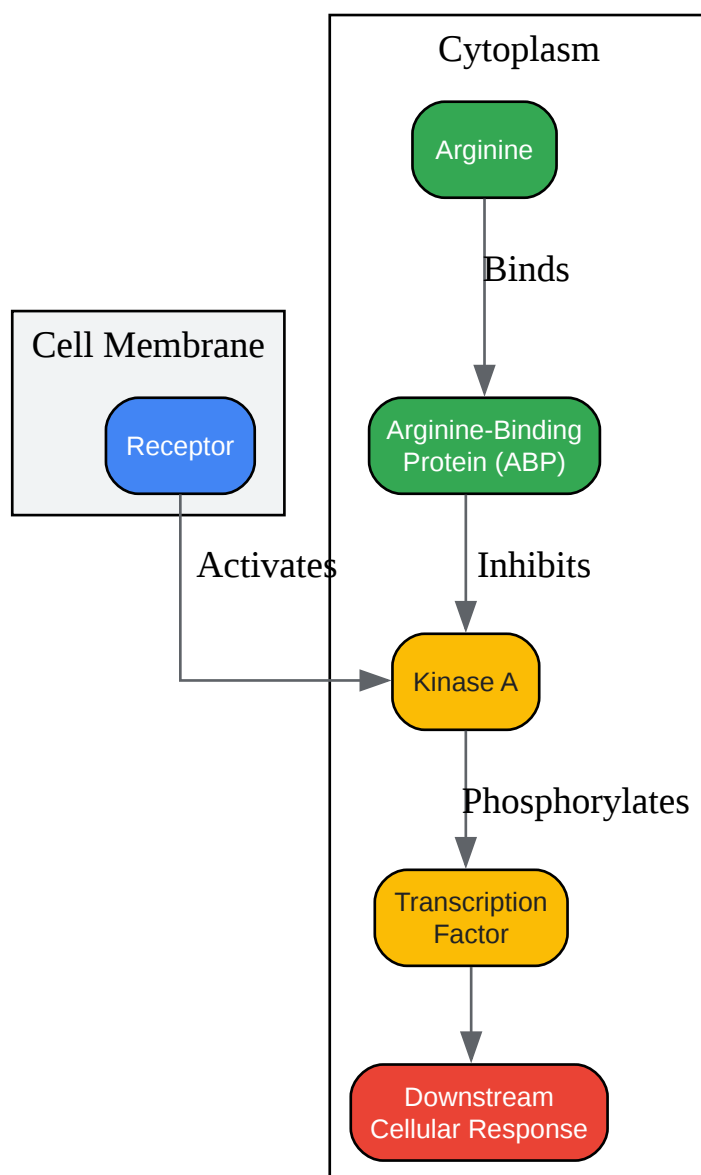 Cytoplasm
Arginine
Binds
Cell Membrane
Receptor
Arginine-Binding
Protein (ABP)
Activates
Inhibits
Kinase A
Phosphorylates
Transcription
Factor
Downstream
Cellular Response